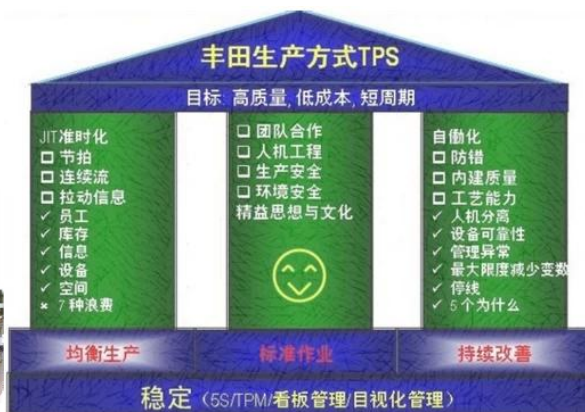 丰田生产方式TPS
目标: 高质量, 低成本, 短周期
JIT准时化
节拍
连续流
拉动信息
员工
库存
信息
设备
空间
7种浪费
团队合作
人机工程
生产安全
环境安全
精益思想与文化
自働化
防错
内建质量
工艺能力
人机分离
设备可靠性
管理异常
最大限度减少变数
停线
5个为什么
均衡生产
标准作业
持续改善
稳定 (5S/TPM/看板管理/目视化管理)